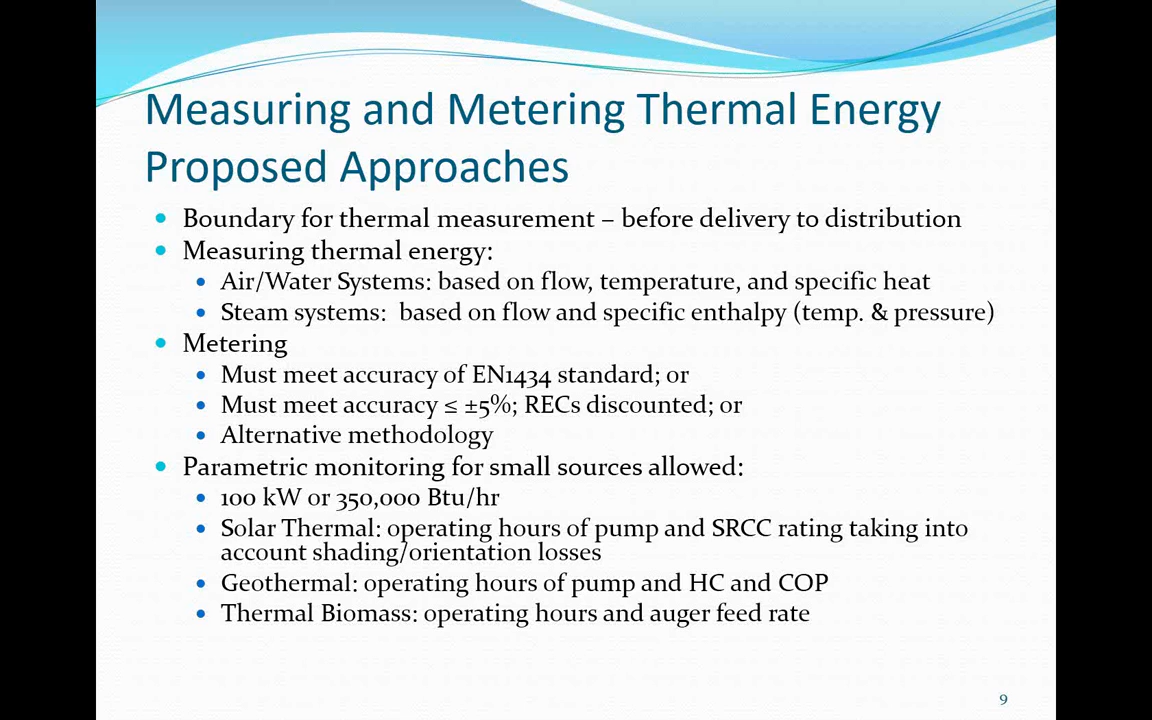 Measuring and Metering Thermal Energy
Proposed Approaches
• Boundary for thermal measurement – before delivery to distribution
• Measuring thermal energy:
• Air/Water Systems: based on flow, temperature, and specific heat
• Steam systems:  based on flow and specific enthalpy (temp. & pressure)
• Metering
• Must meet accuracy of EN1434 standard; or
• Must meet accuracy ≤ ±5%; RECs discounted; or
• Alternative methodology
• Parametric monitoring for small sources allowed:
• 100 kW or 350,000 Btu/hr
• Solar Thermal: operating hours of pump and SRCC rating taking into
account shading/orientation losses
• Geothermal: operating hours of pump and HC and COP
• Thermal Biomass: operating hours and auger feed rate
9